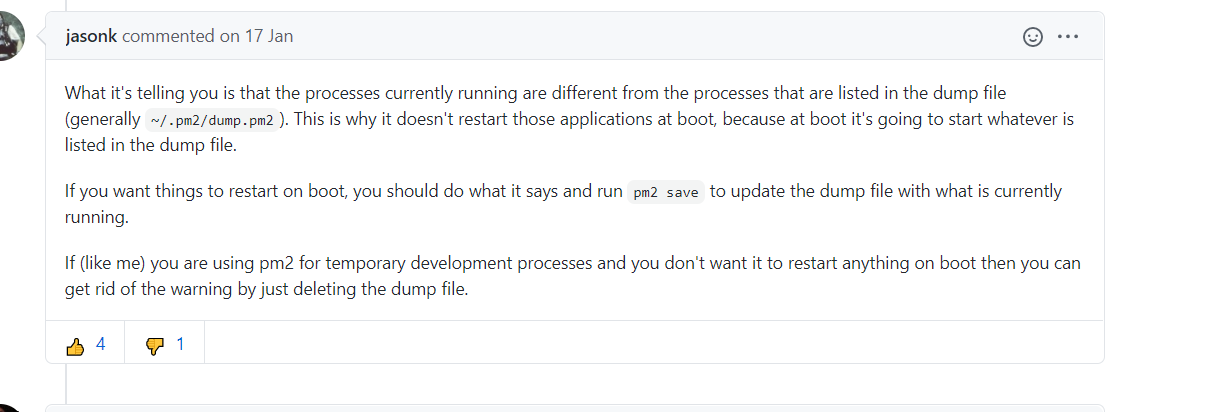 jasonk commented on 17 Jan
What it's telling you is that the processes currently running are different from the processes that are listed in the dump file
(generally ~/.pm2/dump.pm2 ). This is why it doesn't restart those applications at boot, because at boot it's going to start whatever is
listed in the dump file.
If you want things to restart on boot, you should do what it says and run pm2 save to update the dump file with what is currently
running.
If (like me) you are using pm2 for temporary development processes and you don't want it to restart anything on boot then you can
get rid of the warning by just deleting the dump file.
4 1